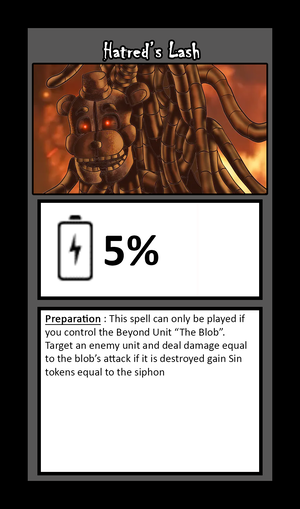 Hatred's Lash
5%
Preparation : This spell can only be played if
you control the Beyond Unit “The Blob”.
Target an enemy unit and deal damage equal
to the blob's attack if it is destroyed gain Sin
tokens equal to the siphon